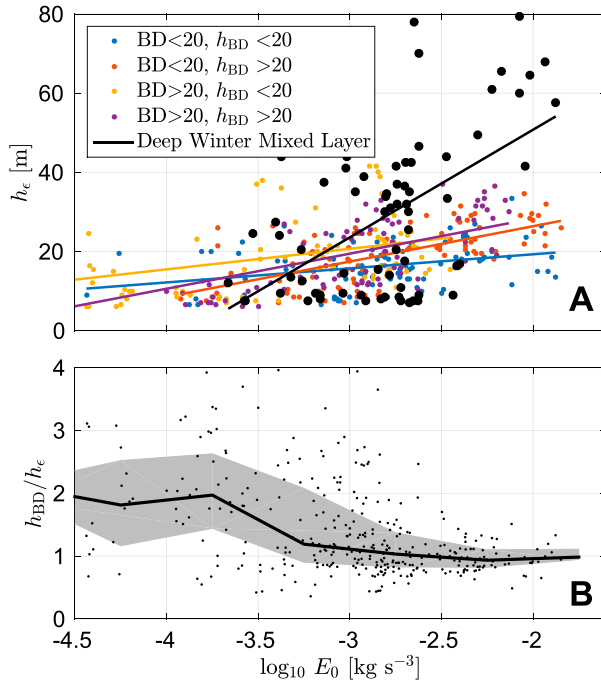 80
60
40
20
0
h_ϵ [m]
BD<20, h_BD <20
BD<20, h_BD >20
BD>20, h_BD <20
BD>20, h_BD >20
Deep Winter Mixed Layer
A
4
3
2
1
0
h_BD/h_ϵ
B
-4.5 -4 -3.5 -3 -2.5 -2
log₁₀ E₀ [kg s⁻³]